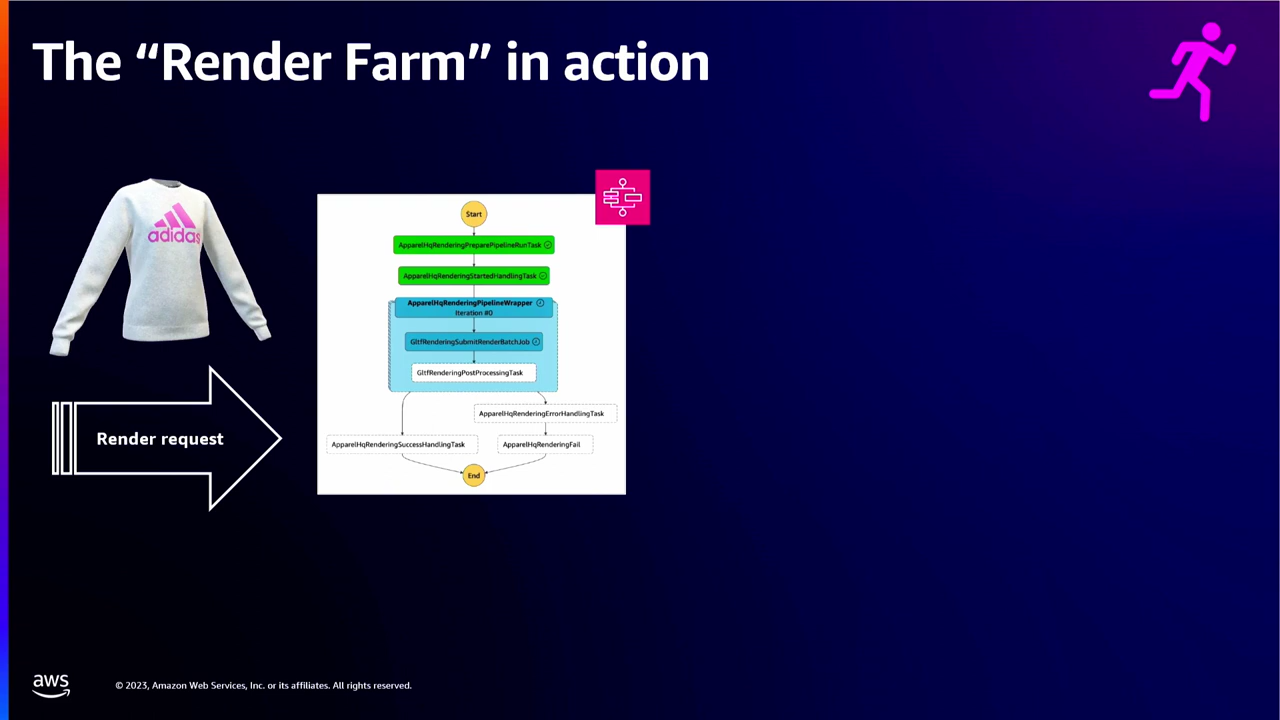 The “Render Farm” in action
adidas
Render request
Start
ApparelHqRenderingPreparePipelineRunTask
ApparelHqRenderingStartedHandlingTask
ApparelHqRenderingPipelineWrapper
Iteration #0
GltfRenderingSubmitRenderBatchJob
GltfRenderingPostProcessingTask
ApparelHqRenderingErrorHandlingTask
ApparelHqRenderingSuccessHandlingTask
ApparelHqRenderingFail
End
aws
© 2023, Amazon Web Services, Inc. or its affiliates. All rights reserved.